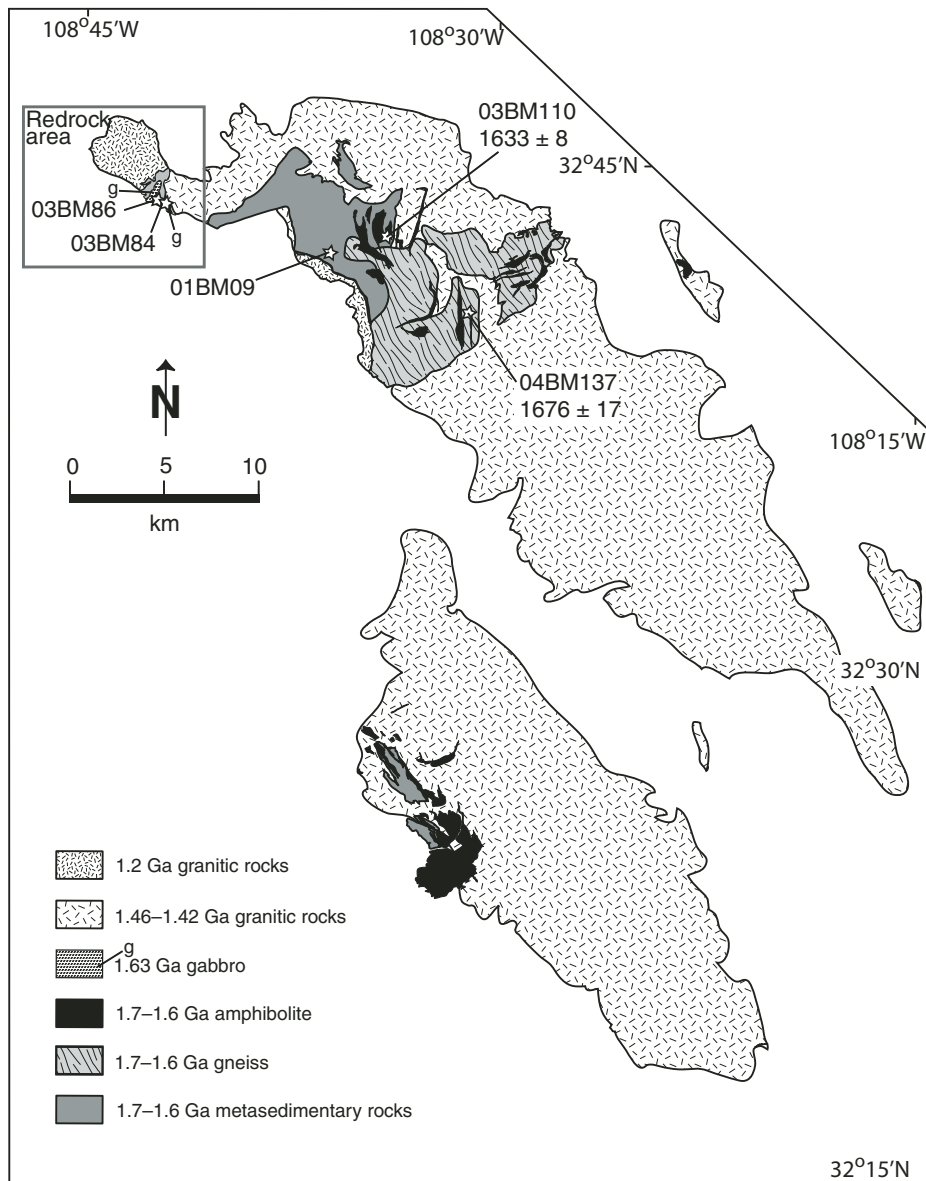 108°45'W
108°30'W
03BM110
1633 ± 8
Redrock
area
32°45'N
g
03BM86
03BM84
g
01BM09
04BM137
1676 ± 17
N
108°15'W
0 5 10
km
32°30'N
1.2 Ga granitic rocks
1.46–1.42 Ga granitic rocks
g
1.63 Ga gabbro
1.7–1.6 Ga amphibolite
1.7–1.6 Ga gneiss
1.7–1.6 Ga metasedimentary rocks
32°15'N